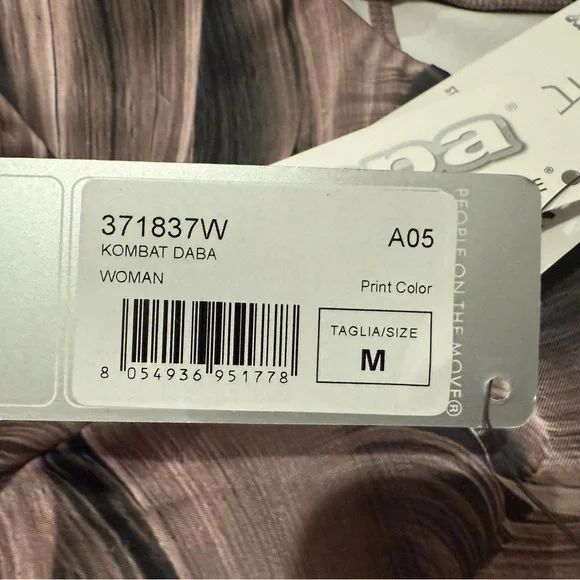 371837W
A05
KOMBAT DABA
WOMAN
Print Color
TAGLIA/SIZE
M
8 054936 951778
PEOPLE ON THE MOVE®